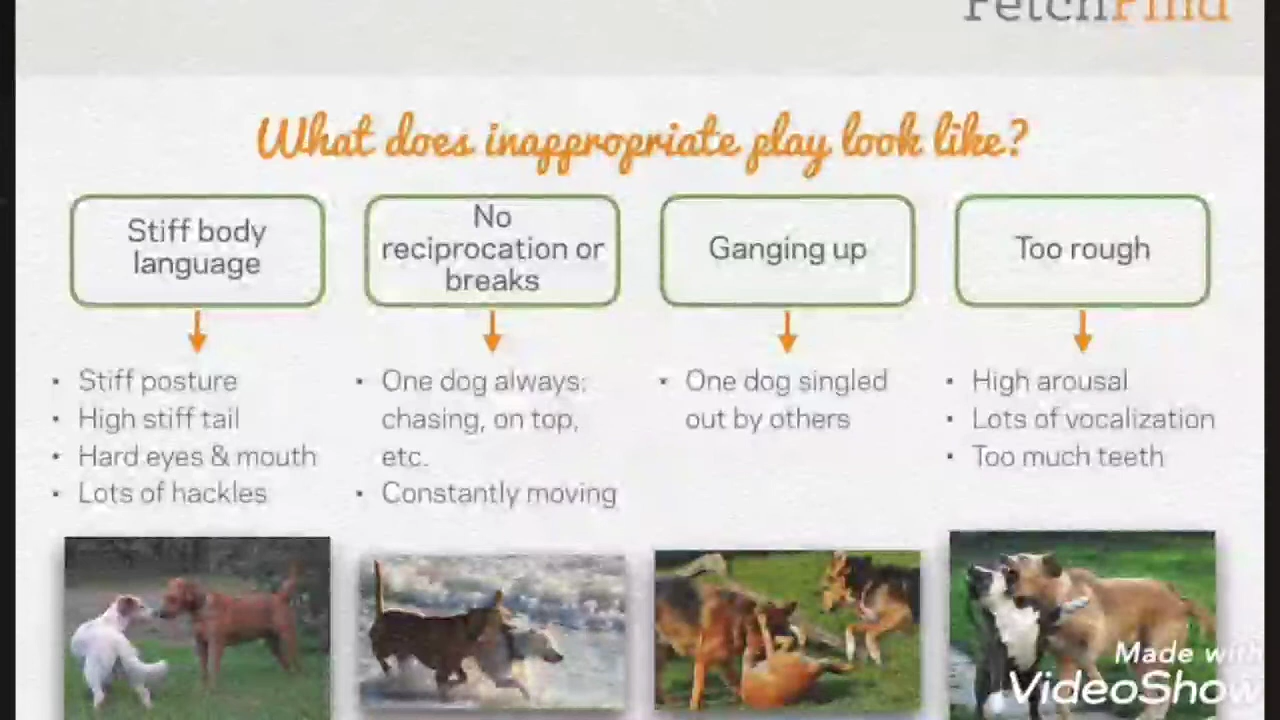 FetchFind
What does inappropriate play look like?
Stiff body
language
No
reciprocation or
breaks
Ganging up
Too rough
• Stiff posture
• High stiff tail
• Hard eyes & mouth
• Lots of hackles
• One dog always:
chasing, on top,
etc.
• Constantly moving
• One dog singled
out by others
• High arousal
• Lots of vocalization
• Too much teeth
Made with
VideoShow